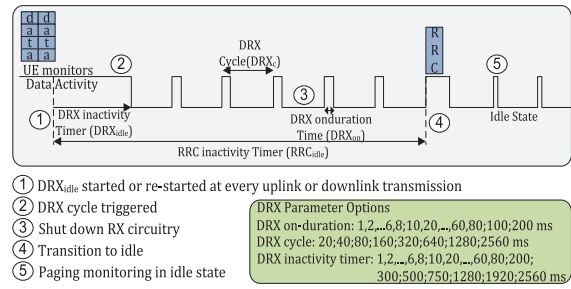 data data
UE monitors
Data Activity
DRX
Cycle(DRXc)
RRC
1
2
3
4
5
DRX inactivity
Timer (DRXidle)
DRX onduration
Time (DRXon)
Idle State
RRC inactivity Timer (RRCidle)
1 DRXidle started or re-started at every uplink or downlink transmission
2 DRX cycle triggered
3 Shut down RX circuitry
4 Transition to idle
5 Paging monitoring in idle state
DRX Parameter Options
DRX on-duration: 1,2,...6,8;10,20,...,60,80;100;200 ms
DRX cycle: 20;40;80;160;320;640;1280;2560 ms
DRX inactivity timer: 1,2,...,6,8;10,20,...,60,80;200;
300;500;750;1280;1920;2560 ms